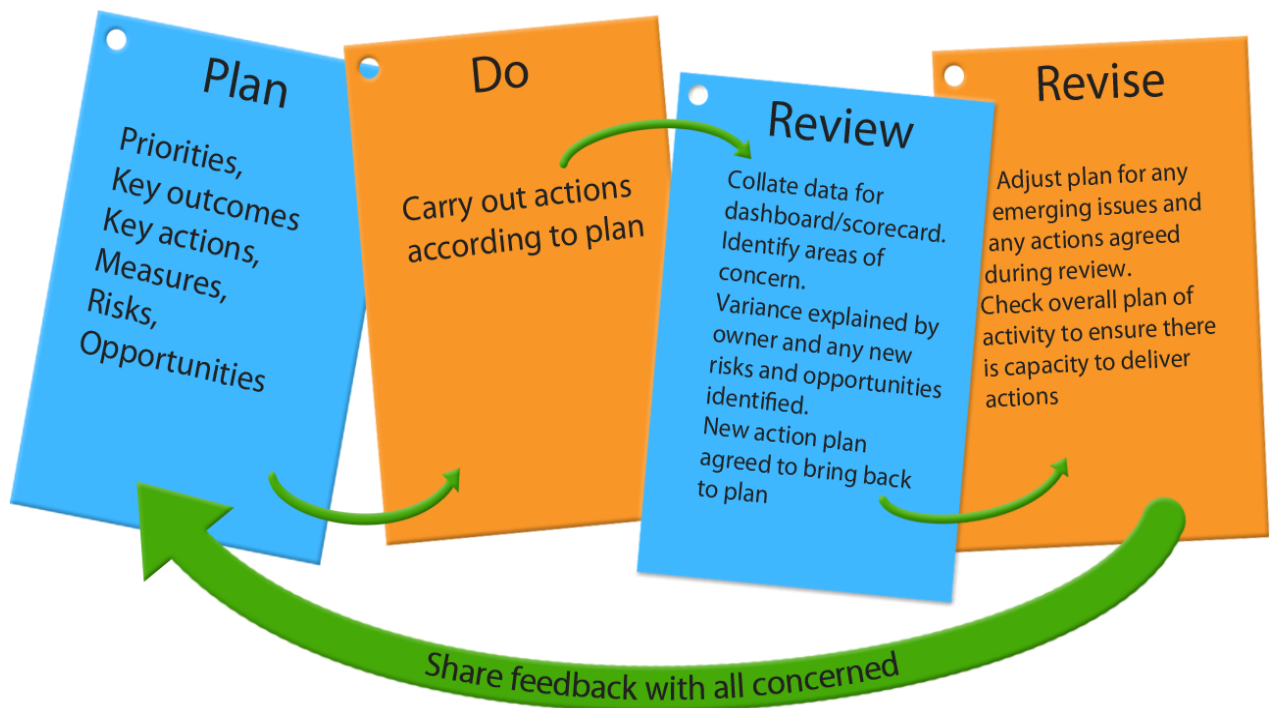 Plan
Priorities,
Key outcomes
Key actions,
Measures,
Risks,
Opportunities
Do
Carry out actions
according to plan
Review
Collate data for
dashboard/scorecard.
Identify areas of
concern.
Variance explained by
owner and any new
risks and opportunities
identified.
New action plan
agreed to bring back
to plan
Revise
Adjust plan for any
emerging issues and
any actions agreed
during review.
Check overall plan of
activity to ensure there
is capacity to deliver
actions
Share feedback with all concerned